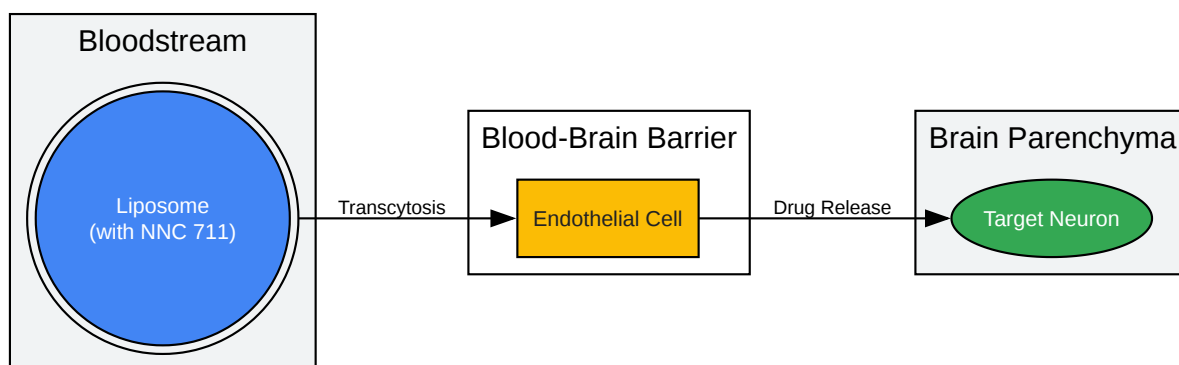 Bloodstream
Liposome
(with NNC 711)
Transcytosis
Blood-Brain Barrier
Endothelial Cell
Drug Release
Brain Parenchyma
Target Neuron